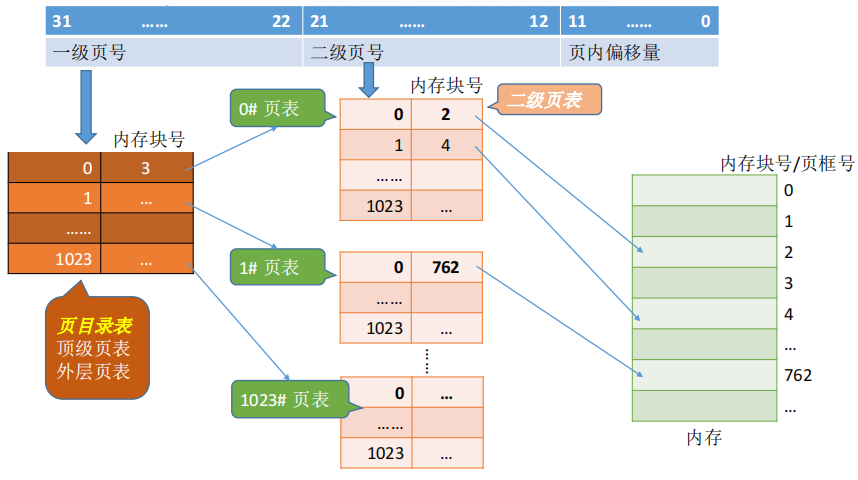 31 …… 22 21 …… 12 11 …… 0
一级页号 二级页号 页内偏移量
内存块号
二级页表
0# 页表
0 2
1 4
……
1023 …
内存块号
0 3
1 …
……
1023 …
页目录表
顶级页表
外层页表
1# 页表
0 762
……
1023 …
……
1023# 页表
0 …
……
1023 …
内存块号/页框号
0
1
2
3
4
…
762
…
内存